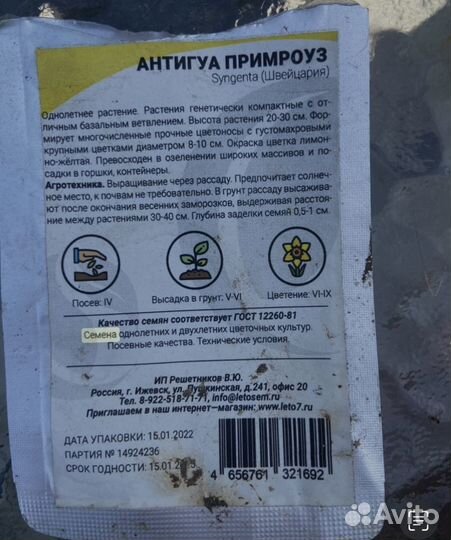 АНТИГУА ПРИМРОУЗ
Syngenta (Швейцария)
Однолетнее растение. Растения генетически компактные с от-
личным базальным ветвлением. Высота растения 20-30 см. Фор-
мирует многочисленные прочные цветоносы с густомахровыми
крупными цветками диаметром 8-10 см. Окраска цветка лимон-
но-жёлтая. Превосходен в озеленении широких массивов и по-
садки в горшки, контейнеры.
Агротехника. Выращивание через рассаду. Предпочитает солнеч-
ное место, к почвам не требовательно. В грунт рассаду высажива-
ют после окончания весенних заморозков, выдерживая расстоя-
ние между растениями 30-40 см. Глубина заделки семян 0,5-1 см.
Посев: IV
Высадка в грунт: V-VI
Цветение: VI-IX
Качество семян соответствует ГОСТ 12260-81
Семена однолетних и двухлетних цветочных культур.
Посевные качества. Технические условия.
ИП Решетников В.Ю.
Россия, г. Ижевск, ул. Пушкинская, д.241, офис 20
Тел. 8-922-518-71-71, info@letosem.ru
Приглашаем в наш интернет—магазин: www.leto7.ru
ДАТА УПАКОВКИ: 15.01.2022
ПАРТИЯ № 14924236
СРОК ГОДНОСТИ: 15.01
4 656761 321692
Avito